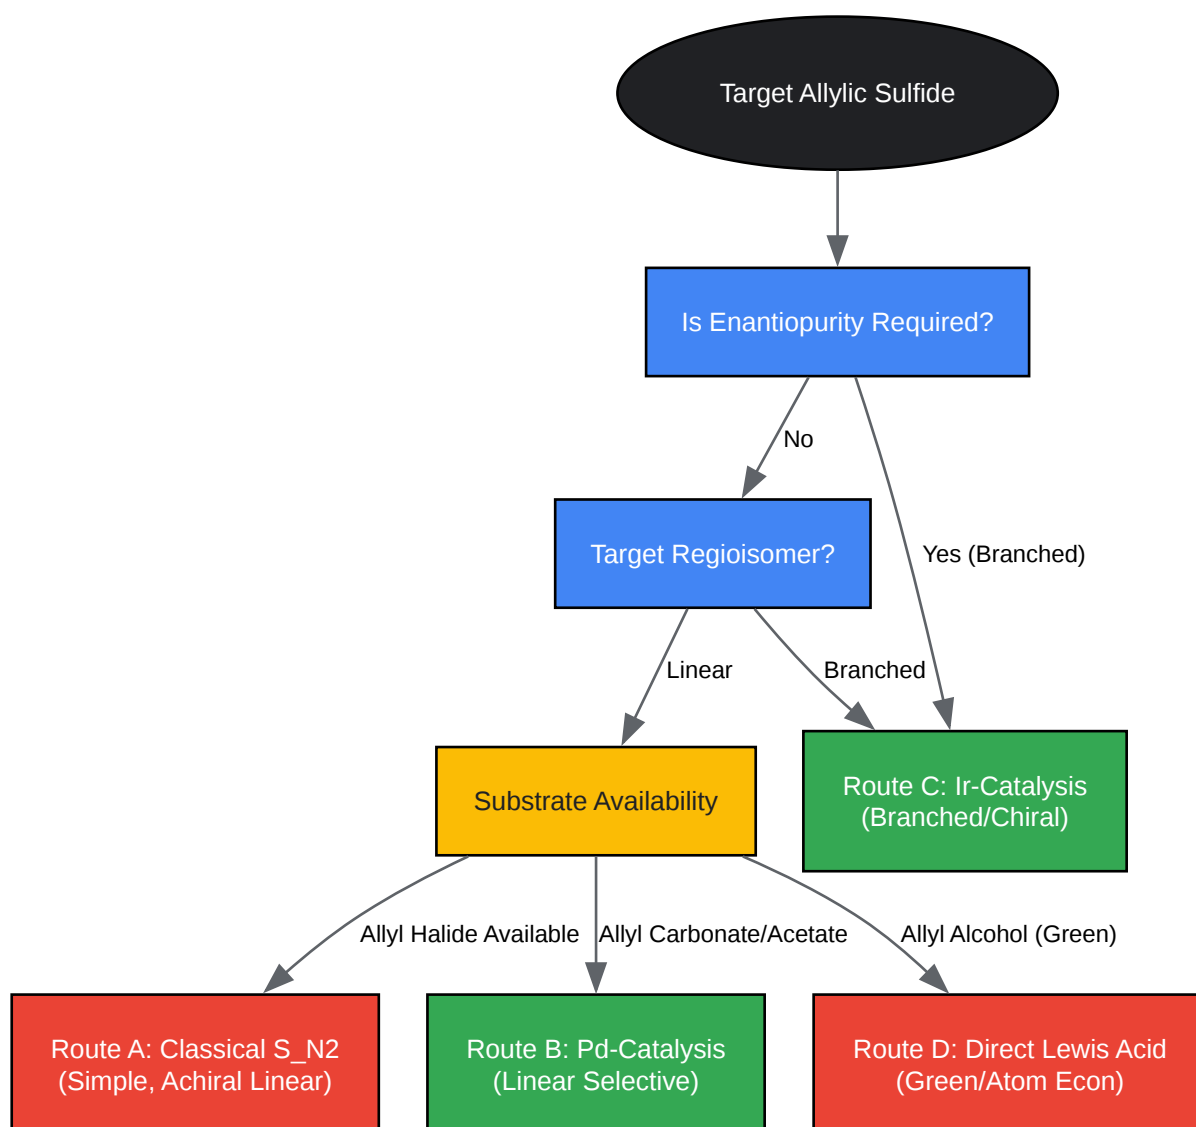 Target Allylic Sulfide
Is Enantiopurity Required?
No
Target Regioisomer?
Yes (Branched)
Linear
Branched
Substrate Availability
Route C: Ir-Catalysis
(Branched/Chiral)
Allyl Halide Available
Allyl Carbonate/Acetate
Allyl Alcohol (Green)
Route A: Classical S_N2
(Simple, Achiral Linear)
Route B: Pd-Catalysis
(Linear Selective)
Route D: Direct Lewis Acid
(Green/Atom Econ)